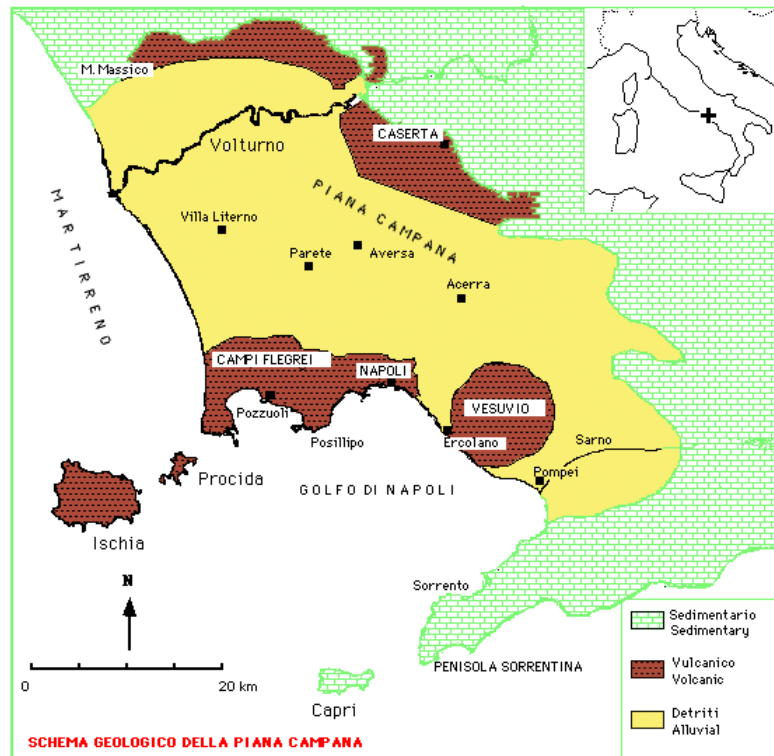 M. Massico
CASERTA
Volturno
PIANA CAMPANA
MARTIRRENO
Villa Literno
Parete
Aversa
Acerra
CAMPI FLEGREI
NAPOLI
VESUVIO
Pozzuoli
Posillipo
Ercolano
Sarno
Procida
Pompei
GOLFO DI NAPOLI
Ischia
N
Sorrento
Sedimentario
Sedimentary
PENISOLA SORRENTINA
Vulcanico
Volcanic
0
20 km
Capri
Detriti
Alluvial
SCHEMA GEOLOGICO DELLA PIANA CAMPANA